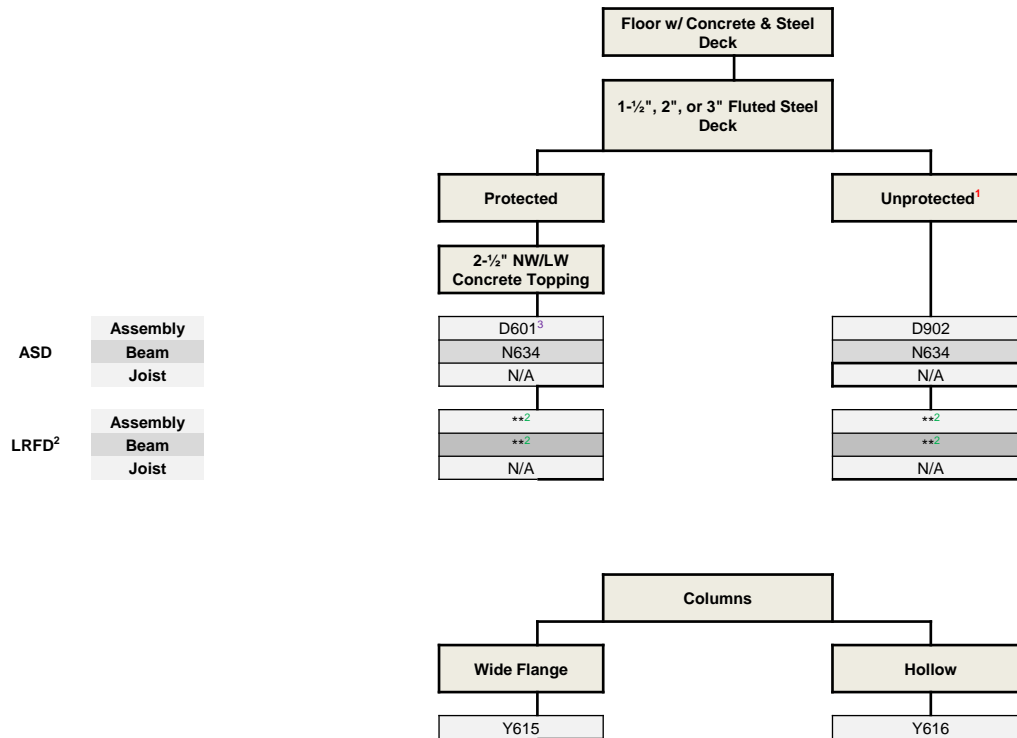 Floor w/ Concrete & Steel
Deck
1-½", 2", or 3" Fluted Steel
Deck
Protected
Unprotected¹
2-½" NW/LW
Concrete Topping
ASD
Assembly
D601³
D902
Beam
N634
N634
Joist
N/A
N/A
LRFD²
Assembly
**²
**²
Beam
**²
**²
Joist
N/A
N/A
Columns
Wide Flange
Hollow
Y615
Y616